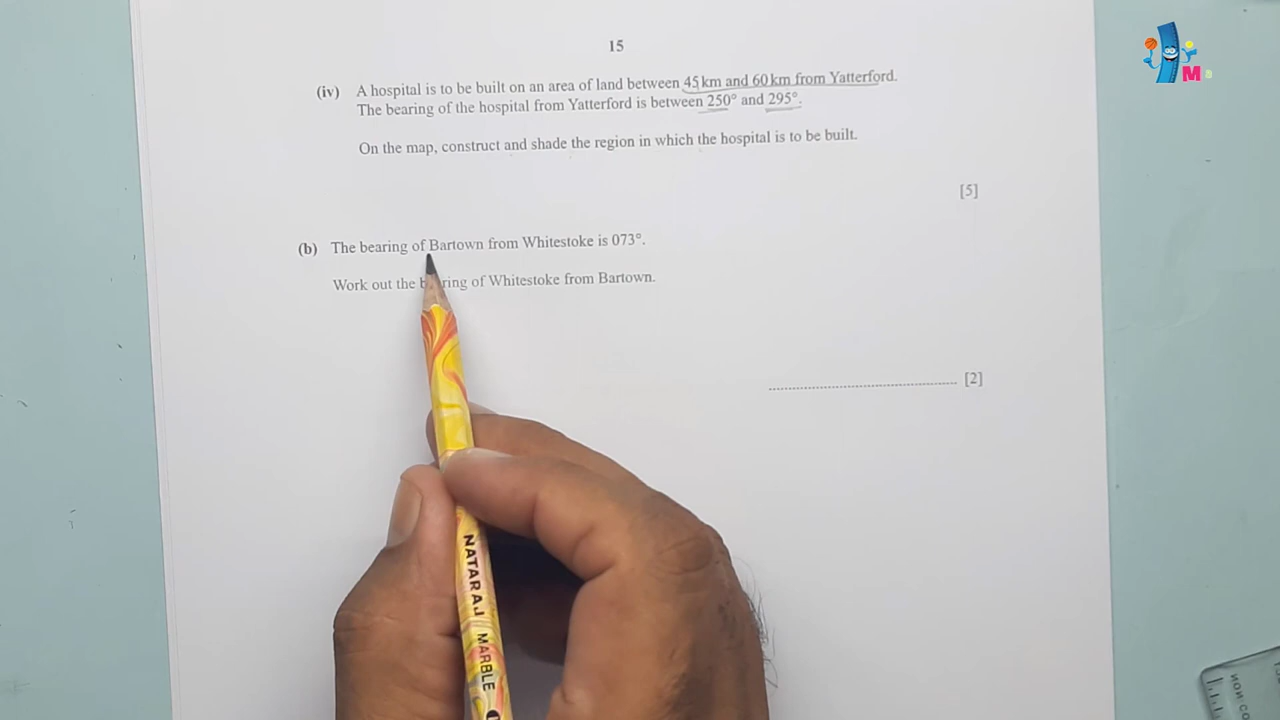 15
(iv) A hospital is to be built on an area of land between 45 km and 60 km from Yatterford.
The bearing of the hospital from Yatterford is between 250° and 295°.
On the map, construct and shade the region in which the hospital is to be built.
[5]
(b) The bearing of Bartown from Whitestoke is 073°.
Work out the bearing of Whitestoke from Bartown.
[2]
NATARAJ MARBLE
M